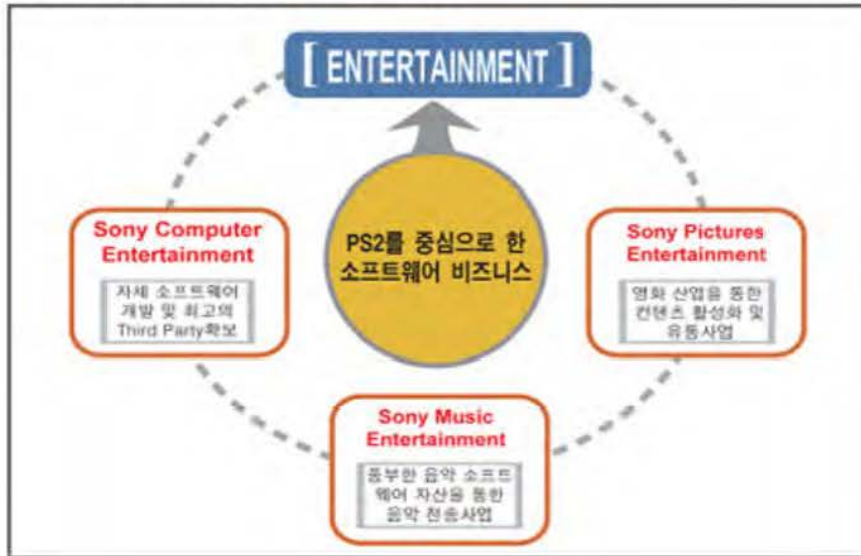 [ ENTERTAINMENT ]
PS2를 중심으로 한
소프트웨어 비즈니스
Sony Computer
Entertainment
자체 소프트웨어
개발 및 최고의
Third Party확보
Sony Pictures
Entertainment
영화 산업을 통한
컨텐츠 활성화 및
유통사업
Sony Music
Entertainment
풍부한 음악 소프트
웨어 자산을 통한
음악 전송사업